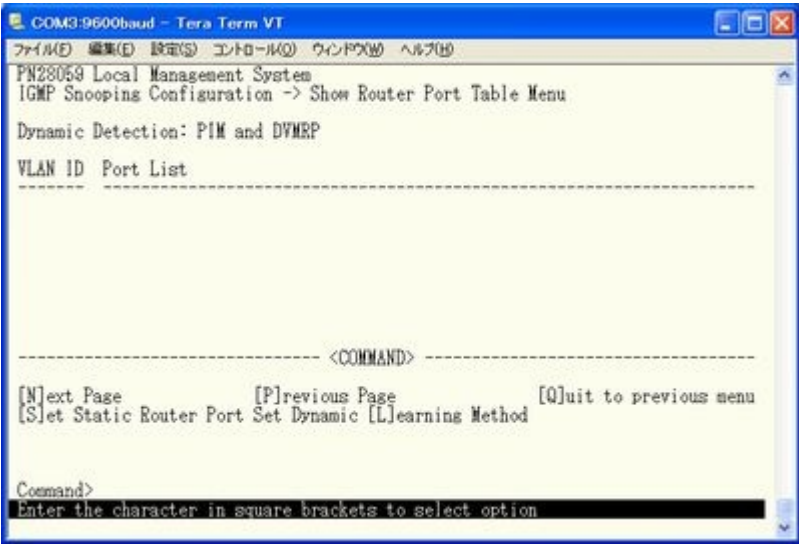 COM3:9600baud - Tera Term VT
ファイル(F) 編集(E) 設定(S) コントロール(O) ウィンドウ(W) ヘルプ(H)
PN28059 Local Management System
IGMP Snooping Configuration -> Show Router Port Table Menu
Dynamic Detection: PIM and DVMRP
VLAN ID  Port List
-------  -----------------------------------------------------------------
------------------------------ <COMMAND> ---------------------------------
[N]ext Page [P]revious Page [Q]uit to previous menu
[S]et Static Router Port Set Dynamic [L]earning Method
Command>
Enter the character in square brackets to select option